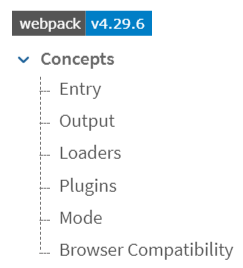 webpack v4.29.6
Concepts
Entry
Output
Loaders
Plugins
Mode
Browser Compatibility